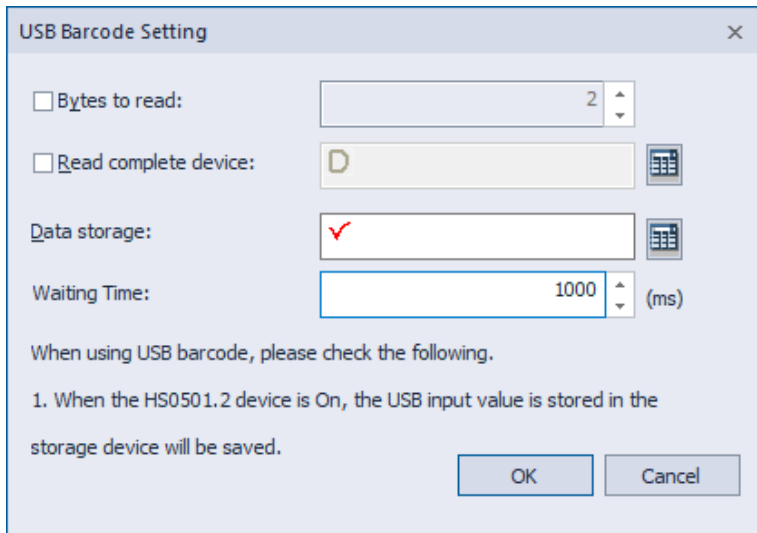 USB Barcode Setting
Bytes to read: 2
Read complete device: D
Data storage:
Waiting Time: 1000 (ms)
When using USB barcode, please check the following.
1. When the HS0501.2 device is On, the USB input value is stored in the
storage device will be saved.
OK Cancel